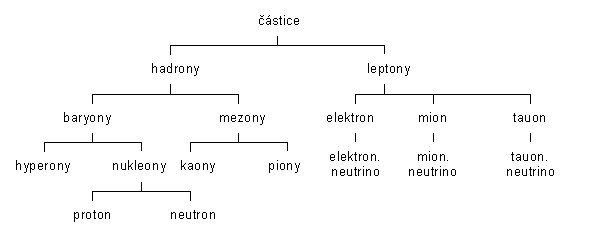 částice
hadrony leptony
baryony mezony elektron mion tauon
hyperony nukleony kaony piony elektron. mion. tauon.
neutrino neutrino neutrino
proton neutron